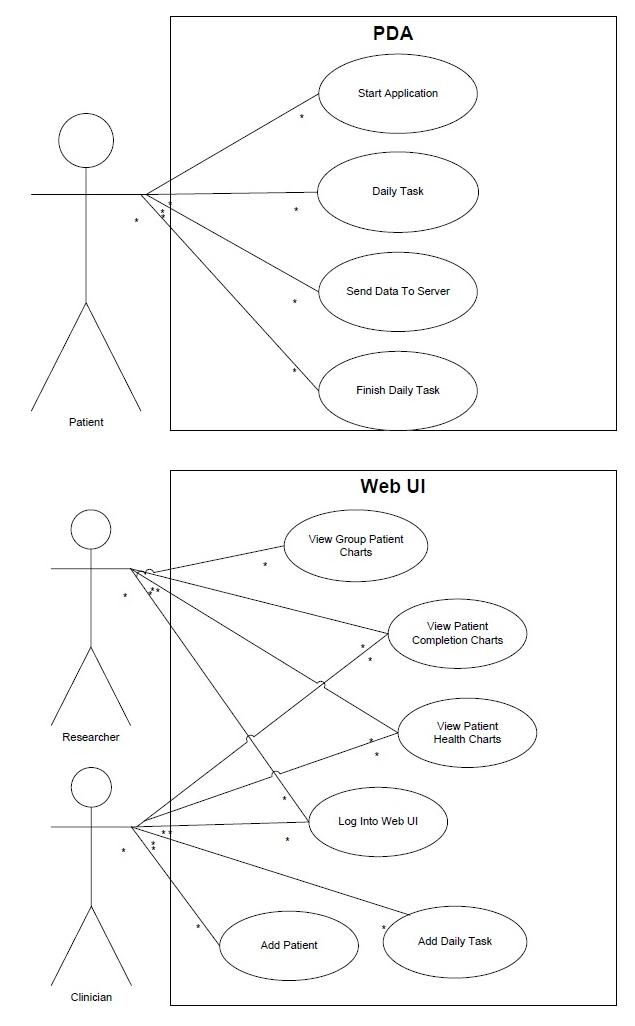 PDA
Start Application
*
Daily Task
*
*
*
*
*
Send Data To Server
*
*
Finish Daily Task
Patient
Web UI
View Group Patient
Charts
*
*
*
*
*
View Patient
Completion Charts
*
*
View Patient
Health Charts
Researcher
*
*
*
Log Into Web UI
*
*
*
*
*
*
*
Add Patient
Add Daily Task
*
Clinician